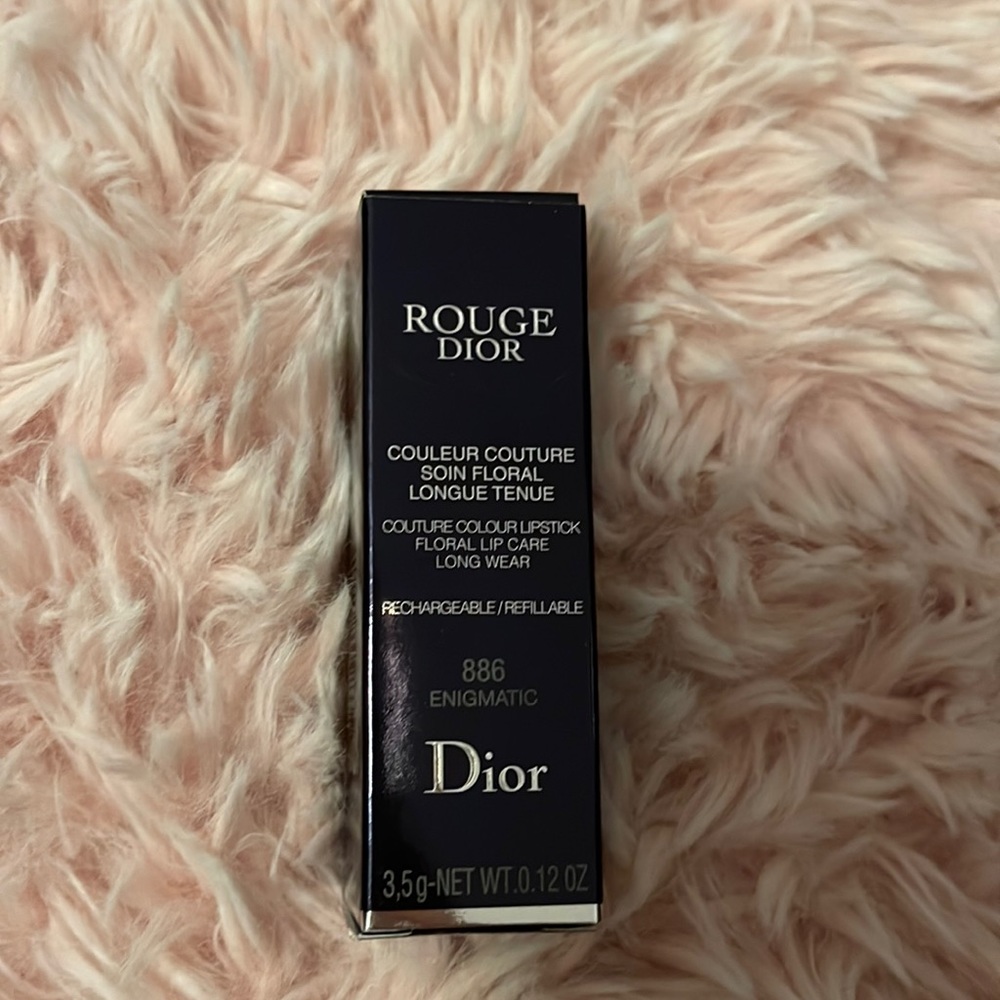 ROUGE
DIOR
COULEUR COUTURE
SOIN FLORAL
LONGUE TENUE
COUTURE COLOUR LIPSTICK
FLORAL LIP CARE
LONG WEAR
RECHARGEABLE / REFILLABLE
886
ENIGMATIC
Dior
3,5 g-NET WT.0.12 OZ